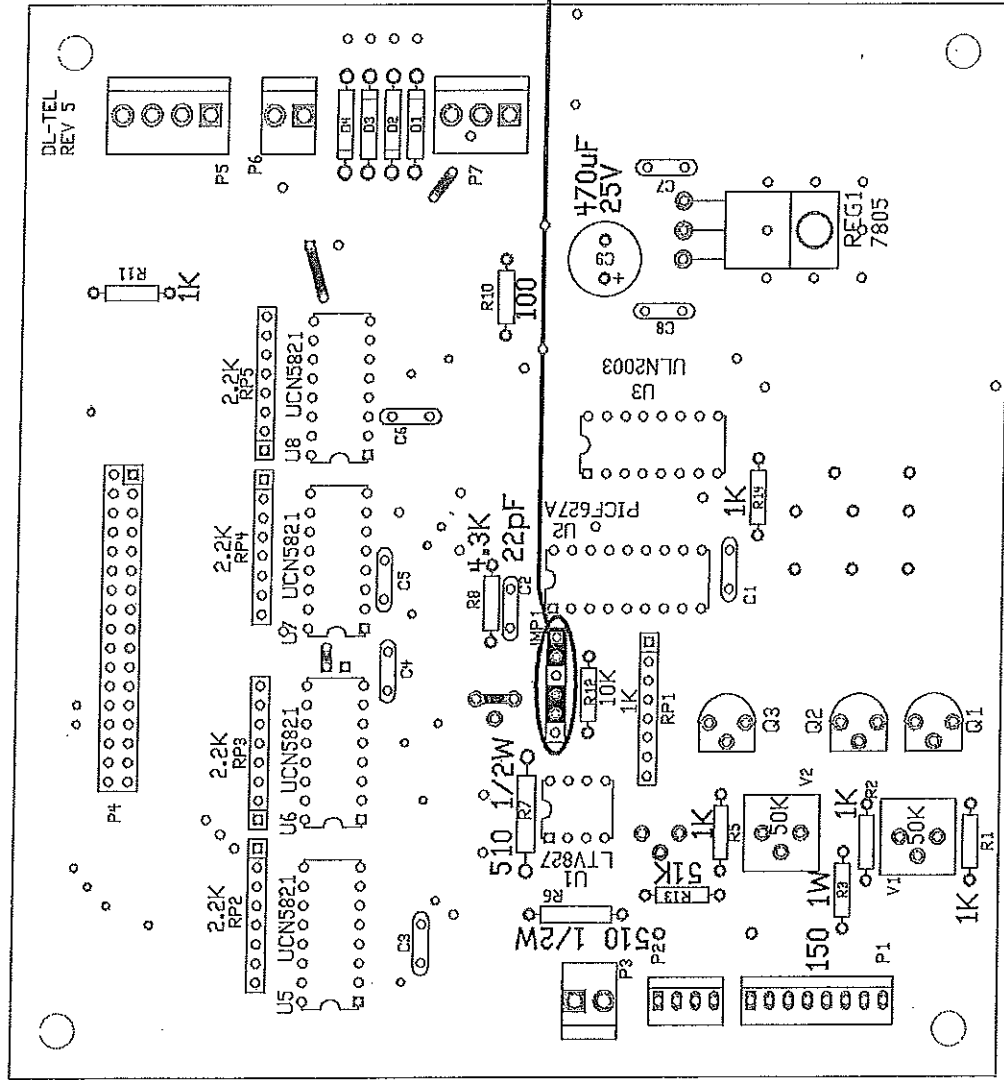 DL-TEL
REV 5
P5
P6
D4
D3
D2
D1
P7
R11
1K
470uF
25V
C9
+
C7
REG1
7805
R10
100
C8
2.2K
RP5
UCN5821
U8
C6
ULN2003
U3
2.2K
RP4
UCN5821
U7
C5
4.3K
R8
22pF
C2
PICF627A
U2
1K
R14
C1
JMP1
P4
2.2K
RP3
UCN5821
U6
C4
R12
10K
1K
RP1
Q3
Q2
Q1
510 1/2W
R7
LTV827
U1
1K
R5
V2
50K
1K
R2
50K
V1
R1
1K
2.2K
RP2
UCN5821
U5
C3
R6
510 1/2W
51K
R13
1W
R3
150
P3
P2
P1